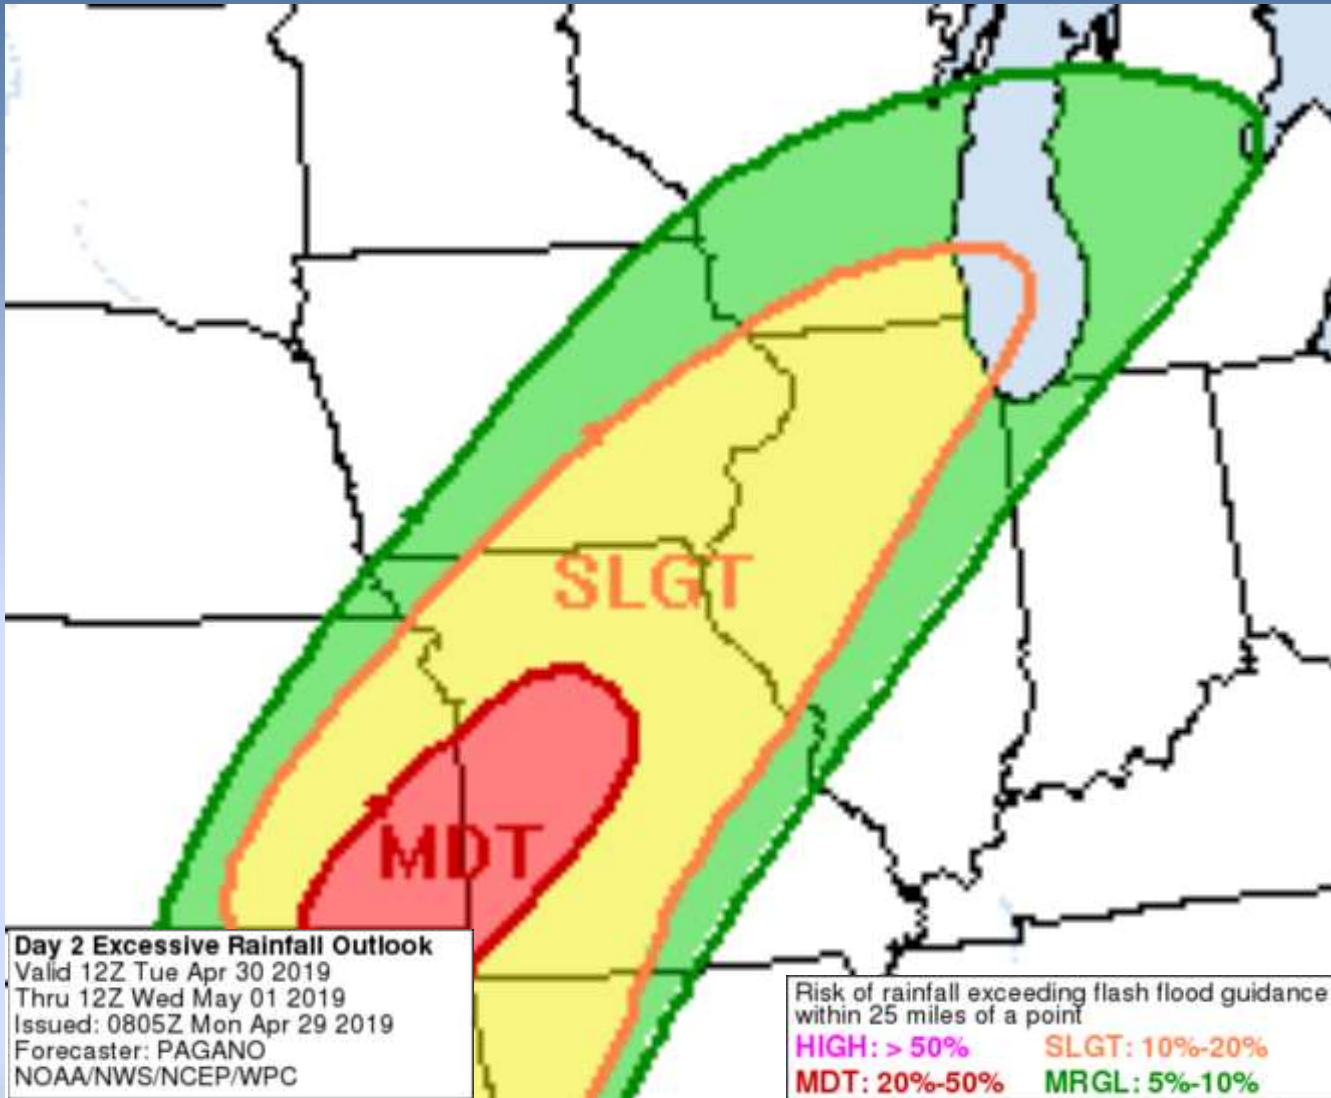 SLGT
MDT
Day 2 Excessive Rainfall Outlook
Valid 12Z Tue Apr 30 2019
Thru 12Z Wed May 01 2019
Issued: 0805Z Mon Apr 29 2019
Forecaster: PAGANO
NOAA/NWS/NCEP/WPC
Risk of rainfall exceeding flash flood guidance
within 25 miles of a point
HIGH: > 50% SLGT: 10%-20%
MDT: 20%-50% MRGL: 5%-10%